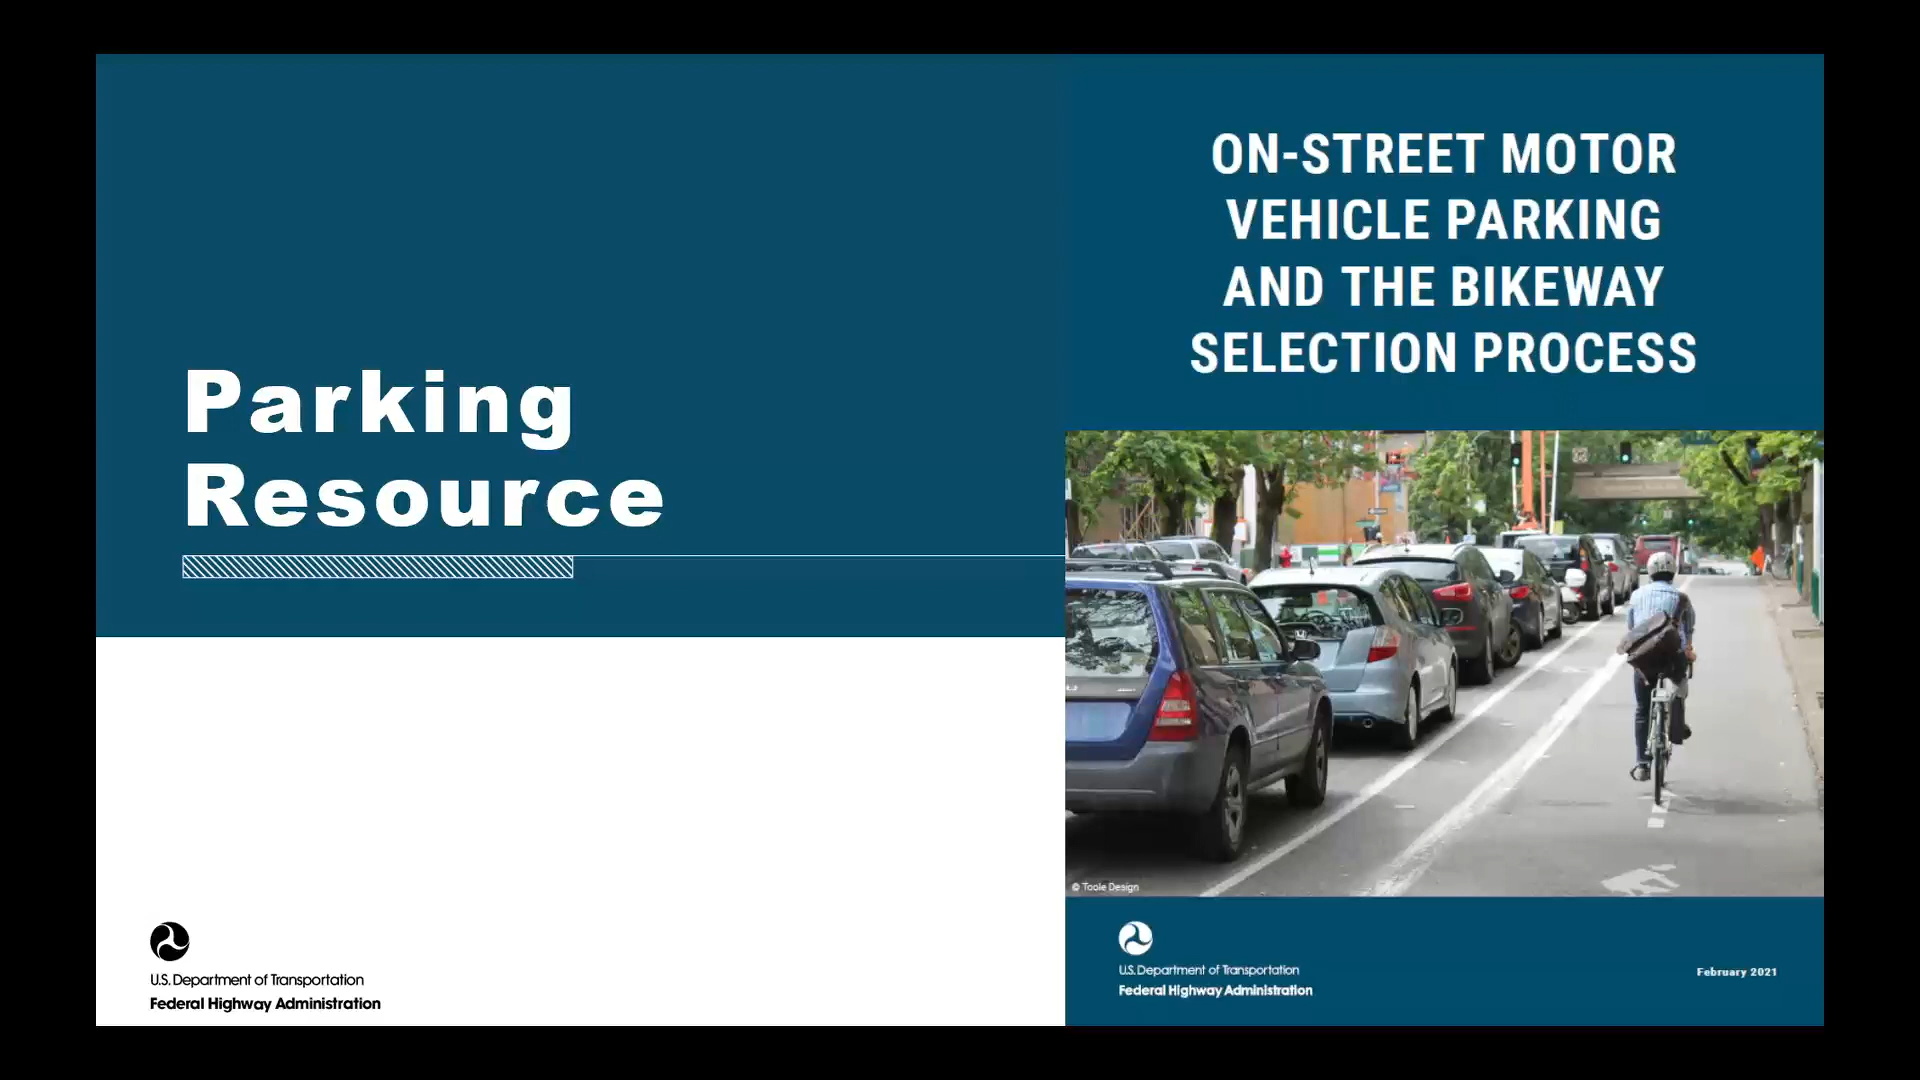 Parking
Resource
U.S. Department of Transportation
Federal Highway Administration
ON-STREET MOTOR
VEHICLE PARKING
AND THE BIKEWAY
SELECTION PROCESS
© Toole Design
U.S. Department of Transportation
Federal Highway Administration
February 2021